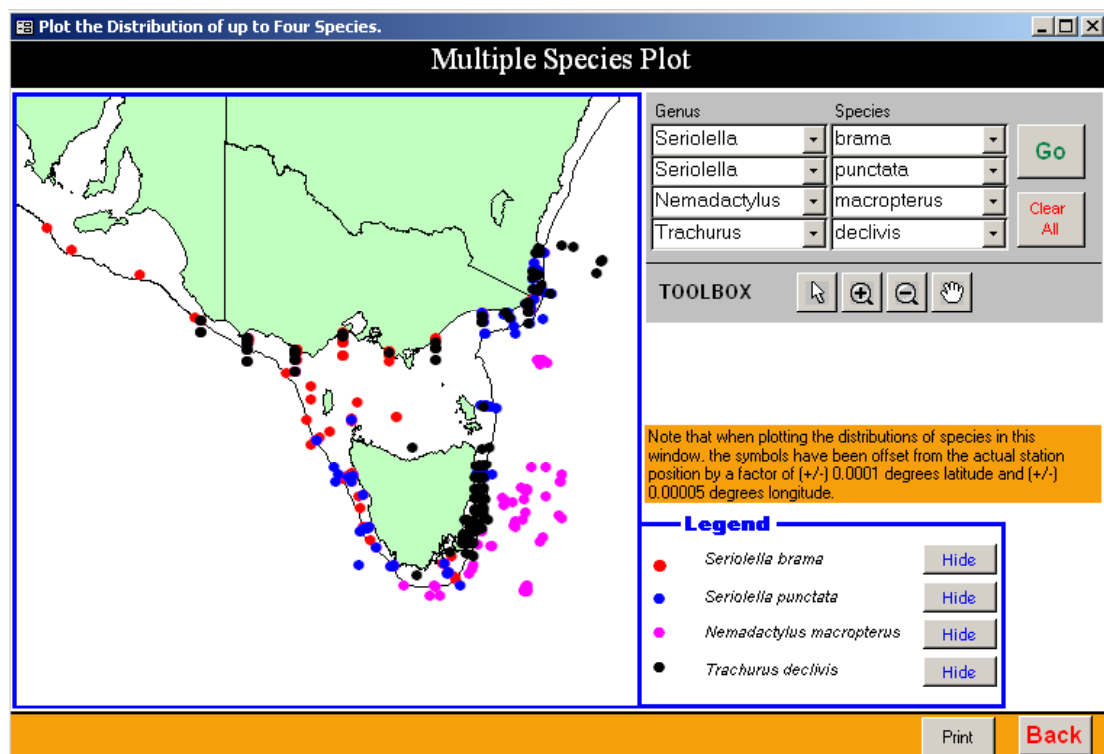 Plot the Distribution of up to Four Species.
Multiple Species Plot
Genus Species
Seriolella brama
Seriolella punctata
Nemadactylus macropterus
Trachurus declivis
Go
Clear
All
TOOLBOX
Note that when plotting the distributions of species in this
window, the symbols have been offset from the actual station
position by a factor of (+/-) 0.0001 degrees latitude and (+/-)
0.00005 degrees longitude.
Legend
Seriolella brama Hide
Seriolella punctata Hide
Nemadactylus macropterus Hide
Trachurus declivis Hide
Print Back